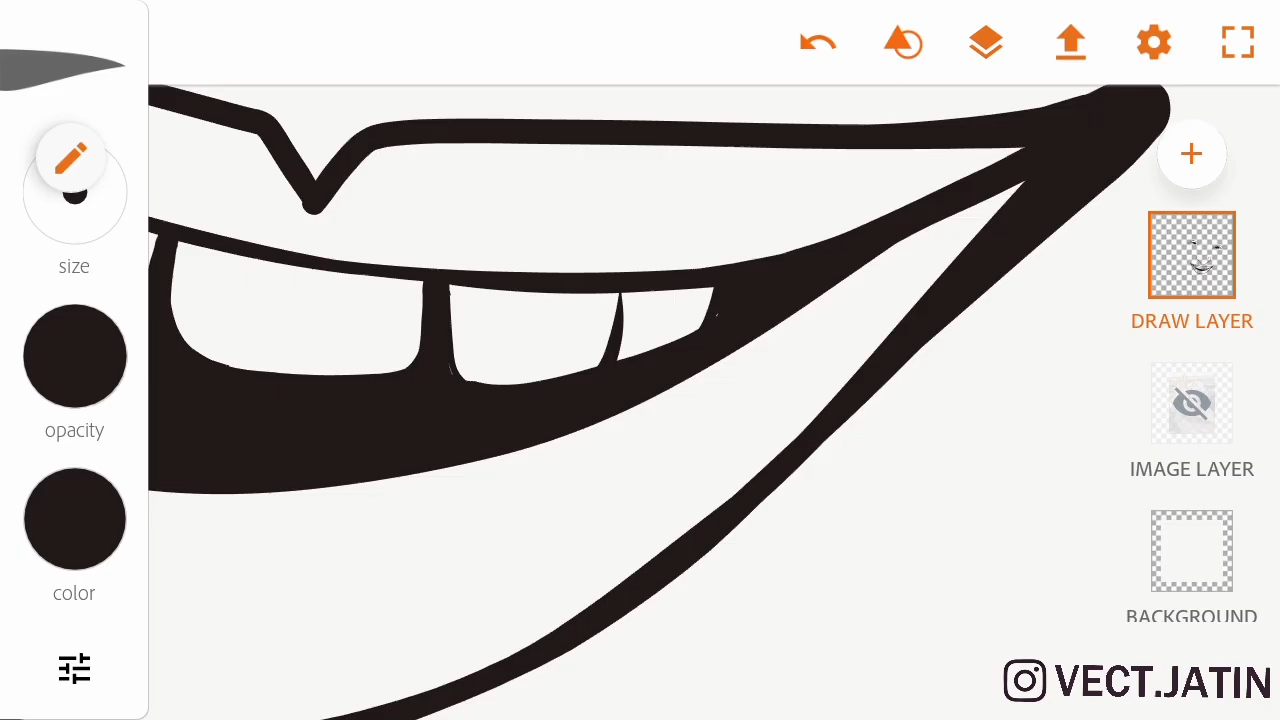 size
opacity
color
DRAW LAYER
IMAGE LAYER
BACKGROUND
VECT.JATIN